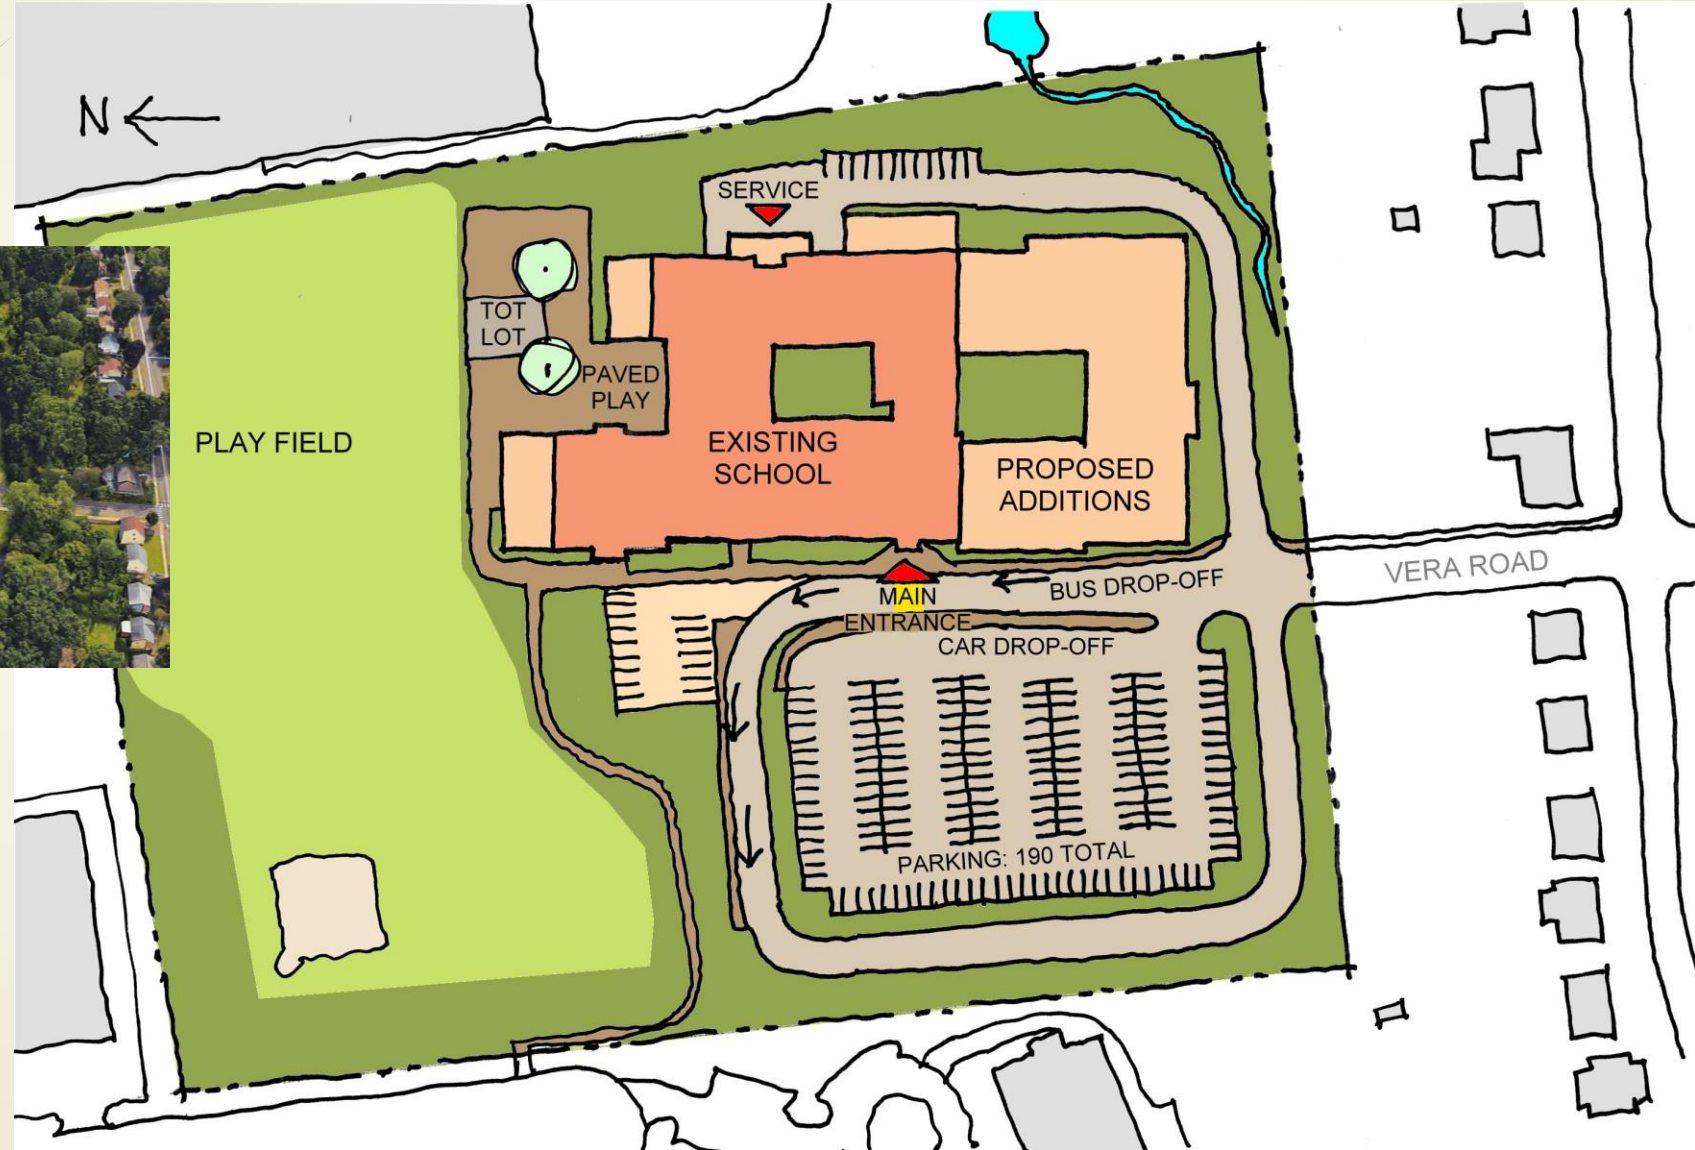 N
SERVICE
TOT
LOT
PAVED
PLAY
PLAY FIELD
EXISTING
SCHOOL
PROPOSED
ADDITIONS
VERA ROAD
BUS DROP-OFF
MAIN
ENTRANCE
CAR DROP-OFF
PARKING: 190 TOTAL